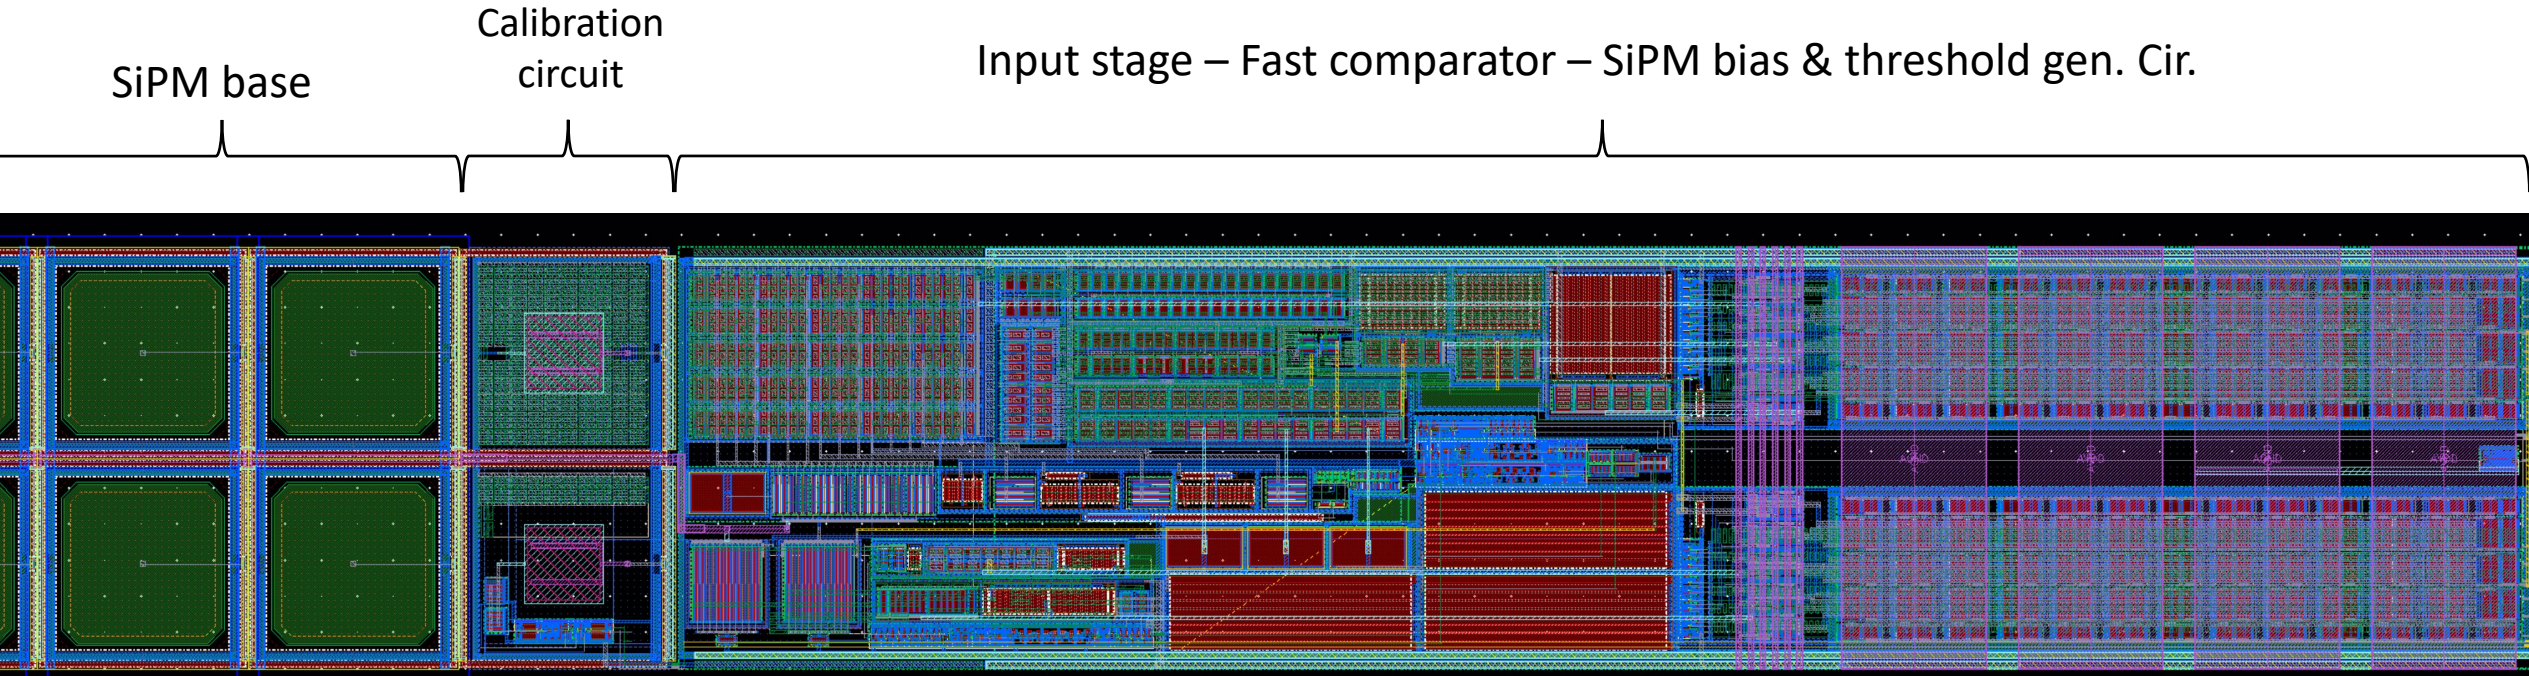 Calibration
circuit
SiPM base
Input stage – Fast comparator – SiPM bias & threshold gen. Cir.